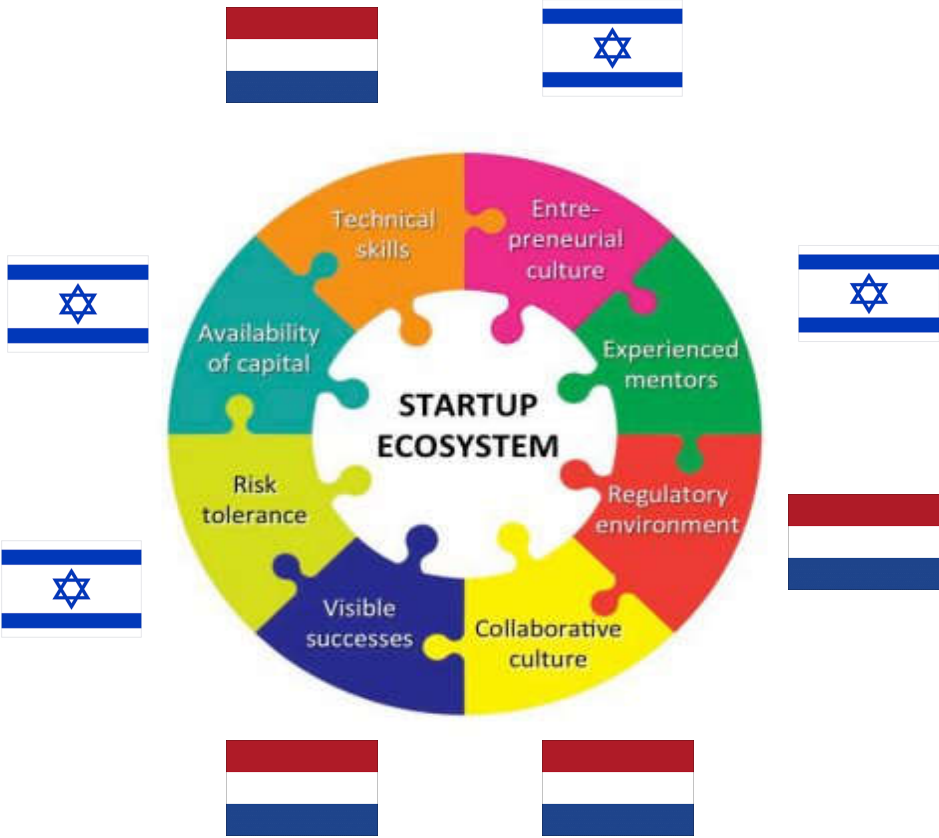 Technical
skills
Entre-
preneurial
culture
Availability
of capital
Experienced
mentors
STARTUP
ECOSYSTEM
Risk
tolerance
Regulatory
environment
Visible
successes
Collaborative
culture